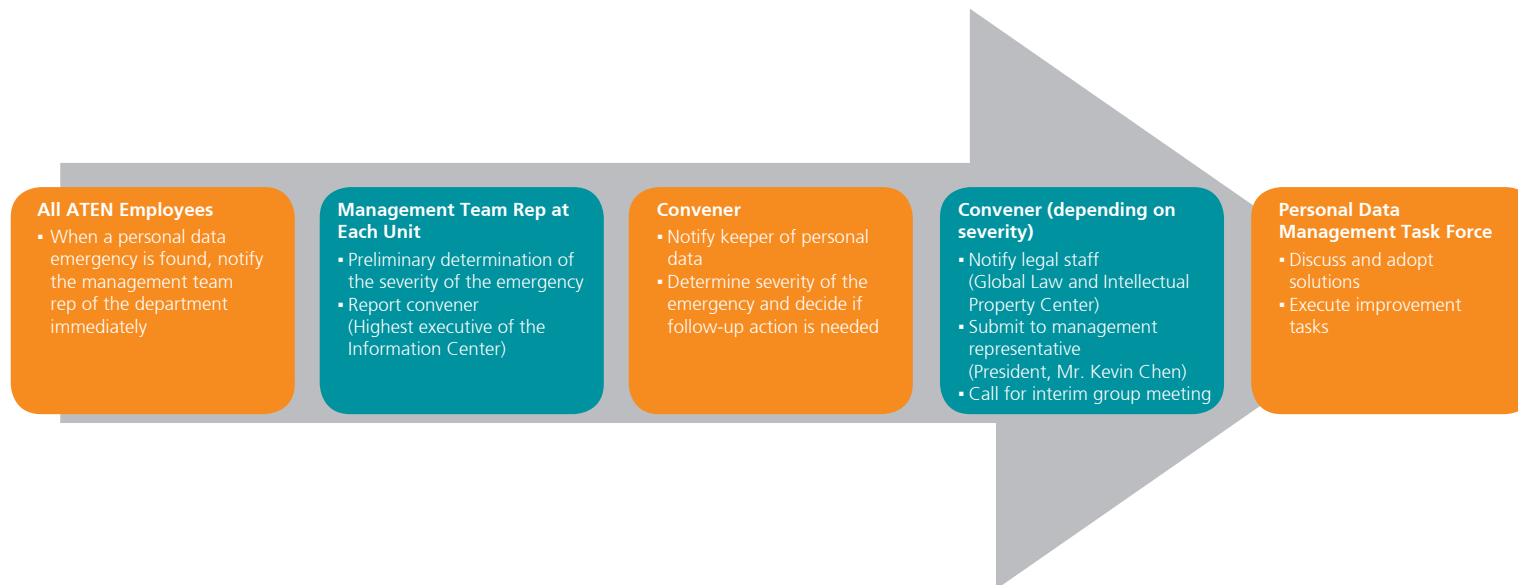 All ATEN Employees
▪ When a personal data
emergency is found, notify
the management team
rep of the department
immediately
Management Team Rep at
Each Unit
▪ Preliminary determination of
the severity of the emergency
▪ Report convener
(Highest executive of the
Information Center)
Convener
▪ Notify keeper of personal
data
▪ Determine severity of the
emergency and decide if
follow-up action is needed
Convener (depending on
severity)
▪ Notify legal staff
(Global Law and Intellectual
Property Center)
▪ Submit to management
representative
(President, Mr. Kevin Chen)
▪ Call for interim group meeting
Personal Data
Management Task Force
▪ Discuss and adopt
solutions
▪ Execute improvement
tasks